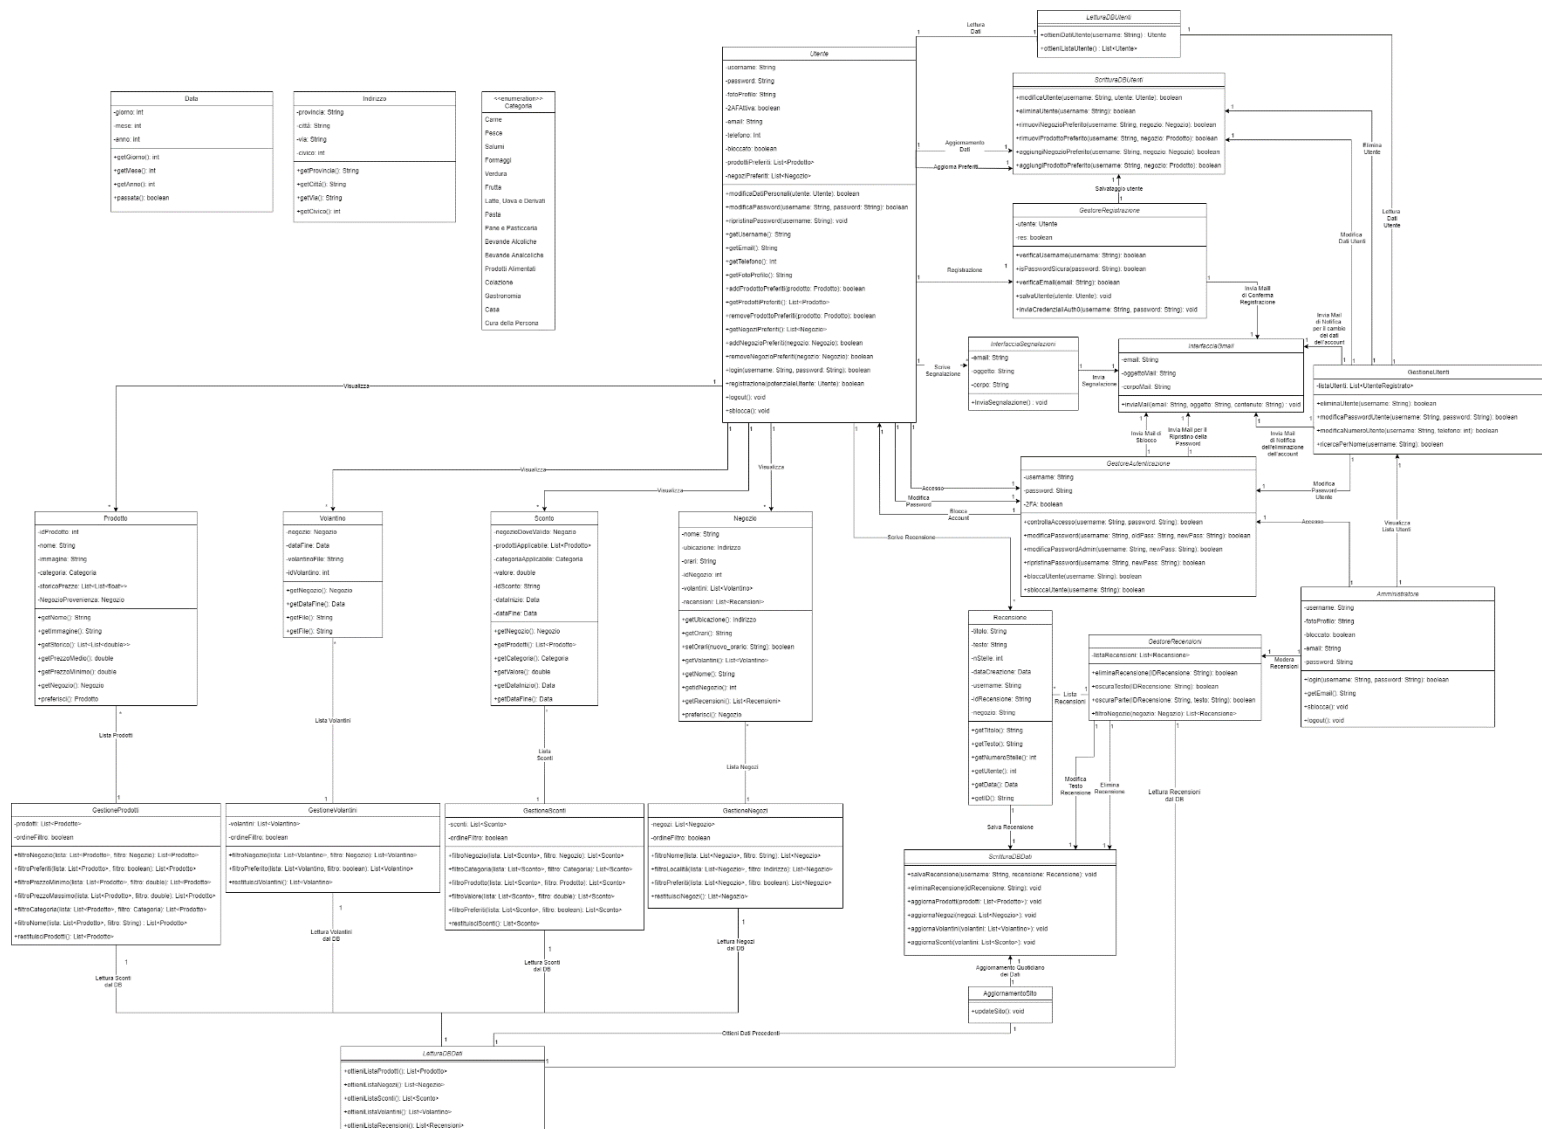 LetturaDBUtenti
+ottieniDatiUtente(username: String) : Utente
+ottieniListaUtente() : List<Utente>
Lettura
Dati
Utente
-username: String
-password: String
-fotoProfilo: String
-2AFAttiva: boolean
-email: String
-telefono: Int
-bloccato: boolean
-prodottiPreferiti: List<Prodotto>
-negoziPreferiti: List<Negozio>
+modificaDatiPersonali(utente: Utente), boolean
+modificaPassword(username: String, password: String): boolean
+ripristinaPassword(username: String): void
+getUsername(): String
+getEmail(): String
+getTelefono(): Int
+getFotoProfilo(): String
+addProdottoPreferiti(prodotto: Prodotto): boolean
+getProdottiPreferiti(): List<Prodotto>
+removeProdottoPreferiti(prodotto: Prodotto): boolean
+getNegoziPreferiti(): List<Negozio>
+addNegozioPreferiti(negozio: Negozio): boolean
+removeNegozioPreferiti(negozio: Negozio): boolean
+login(username: String, password: String): boolean
+registrazione(potenzialeUtente: Utente): boolean
+logout(): void
+sblocca(): void
Data
-giorno: int
-mese: int
-anno: int
+getGiorno(): int
+getMese(): int
+getAnno(): int
+passata(): boolean
Indirizzo
-provincia: String
-città: String
-via: String
-civico: int
+getProvincia(): String
+getCittà(): String
+getVia(): String
+getCivico(): int
<<enumeration>>
Categoria
Carne
Pesce
Salumi
Formaggi
Verdura
Frutta
Latte, Uova e Derivati
Pasta
Pane e Pasticceria
Bevande Alcoliche
Bevande Analcoliche
Prodotti Alimentari
Colazione
Gastronomia
Casa
Cura della Persona
ScritturaDBUtenti
+modificaUtente(username: String, utente: Utente), boolean
+eliminaUtente(username: String): boolean
+rimuoviNegozioPreferito(username: String, negozio: Negozio): boolean
+rimuoviProdottoPreferito(username: String, negozio: Prodotto): boolean
+aggiungiNegozioPreferito(username: String, negozio: Negozio): boolean
+aggiungiProdottoPreferito(username: String, negozio: Prodotto): boolean
Aggiornamento
Dati
Aggiorna Preferiti
Salvataggio utente
Elimina
Utente
Lettura
Dati
Utente
Modifica
Dati Utenti
GestoreRegistrazione
-utente: Utente
-res: boolean
+verificaUsername(username: String): boolean
+isPasswordSicura(password: String): boolean
+verificaEmail(email: String): boolean
+salvaUtente(utente: Utente): void
+inviaCredenzialiAuth0(username: String, password: String): void
Registrazione
Invia Mail
di Conferma
Registrazione
Invia Mail
di Notifica
per il cambio
dei dati
dell'account
InterfacciaSegnalazioni
-email: String
-oggetto: String
-corpo: String
+InviaSegnalazione() : void
Scrive
Segnalazione
Invia
Segnalazione
InterfacciaGmail
-email: String
-oggettoMail: String
-corpoMail: String
+inviaMail(email: String, oggetto: String, contenuto: String) : void
GestioneUtenti
-listaUtenti: List<UtenteRegistrato>
+eliminaUtente(username: String): boolean
+modificaPasswordUtente(username: String, password: String): boolean
+modificaNumeroUtente(username: String, telefono: int): boolean
+ricercaPerNome(username: String): boolean
Invia Mail di
Sblocco
Invia Mail per il
Ripristino della
Password
Invia Mail
di Notifica
dell'eliminazione
dell'account
GestoreAutenticazione
-username: String
-password: String
-2FA: boolean
+controllaAccesso(username: String, password: String): boolean
+modificaPassword(username: String, oldPass: String, newPass: String): boolean
+modificaPasswordAdmin(username: String, newPass: String): boolean
+ripristinaPassword(username: String, newPass: String): boolean
+bloccaUtente(username: String): boolean
+sbloccaUtente(username: String): boolean
Accesso
Modifica
Password
Blocca
Account
Modifica
Password
Utente
Accesso
Visualizza
Lista Utenti
Visualizza
Visualizza
Visualizza
Visualizza
Scrive Recensione
Prodotto
-idProdotto: int
-nome: String
-immagine: String
-categoria: Categoria
-storicoPrezzo: List<List<float>>
-NegozioProvenienza: Negozio
+getNome(): String
+getImmagine(): String
+getStorico(): List<List<double>>
+getPrezzoMedio(): double
+getPrezzoMinimo(): double
+getNegozio(): Negozio
+preferisci(): Prodotto
Volantino
-negozio: Negozio
-dataFine: Data
-volantinoFile: String
-idVolantino: int
+getNegozio(): Negozio
+getDataFine(): Data
+getFile(): String
+getFile(): String
Sconto
-negozioDoveValido: Negozio
-prodottiApplicabile: List<Prodotto>
-categoriaApplicabile: Categoria
-valore: double
-idSconto: String
-dataInizio: Data
-dataFine: Data
+getNegozio(): Negozio
+getProdotti(): List<Prodotto>
+getCategoria(): Categoria
+getValore(): double
+getDataInizio(): Data
+getDataFine(): Data
Negozio
-nome: String
-ubicazione: Indirizzo
-orari: String
-idNegozio: int
-volantini: List<Volantino>
-recensioni: List<Recensioni>
+getUbicazione(): Indirizzo
+getOrari(): String
+setOrari(nuovo_orario: String): boolean
+getVolantini(): List<Volantino>
+getNome(): String
+getIdNegozio(): int
+getRecensioni(): List<Recensioni>
+preferisci(): Negozio
Amministratore
-username: String
-fotoProfilo: String
-bloccato: boolean
-email: String
-password: String
+login(username: String, password: String): boolean
+getEmail(): String
+sblocca(): void
+logout(): void
Recensione
-titolo: String
-testo: String
-nStelle: int
-dataCreazione: Data
-username: String
-idRecensione: String
-negozio: String
+getTitolo(): String
+getTesto(): String
+getNumeroStelle(): int
+getUtente(): int
+getData(): Data
+getID(): String
GestoreRecensioni
-listaRecensioni: List<Recensione>
+eliminaRecensione(IDRecensione: String): boolean
+oscuraTesto(IDRecensione: String): boolean
+oscuraParte(IDRecensione: String, testo: String): boolean
+filtroNegozio(negozio: Negozio): List<Recensione>
Modera
Recensioni
Lista
Recensioni
Lista Prodotti
Lista Volantini
Lista
Sconti
Lista Negozi
Modifica
Testo
Recensione
Elimina
Recensione
Lettura Recensioni
dal DB
Salva Recensione
GestioneProdotti
-prodotti: List<Prodotto>
-ordineFiltro: boolean
+filtroNegozio(lista: List<Prodotto>, filtro: Negozio): List<Prodotto>
+filtroPreferiti(lista: List<Prodotto>, filtro: boolean): List<Prodotto>
+filtroPrezzoMinimo(lista: List<Prodotto>, filtro: double): List<Prodotto>
+filtroPrezzoMassimo(lista: List<Prodotto>, filtro: double): List<Prodotto>
+filtroCategoria(lista: List<Prodotto>, filtro: Categoria): List<Prodotto>
+filtroNome(lista: List<Prodotto>, filtro: String) : List<Prodotto>
+restituisciProdotti(): List<Prodotto>
GestioneVolantini
-volantini: List<Volantino>
-ordineFiltro: boolean
+filtroNegozio(lista: List<Volantino>, filtro: Negozio): List<Volantino>
+filtroPreferito(lista: List<Volantino>, filtro: boolean): List<Volantino>
+restituisciVolantini(): List<Volantino>
GestioneSconti
-sconti: List<Sconto>
-ordineFiltro: boolean
+filtroNegozio(lista: List<Sconto>, filtro: Negozio): List<Sconto>
+filtroCategoria(lista: List<Sconto>, filtro: Categoria): List<Sconto>
+filtroProdotto(lista: List<Sconto>, filtro: Prodotto): List<Sconto>
+filtroValore(lista: List<Sconto>, filtro: double): List<Sconto>
+filtroPreferiti(lista: List<Sconto>, filtro: boolean): List<Sconto>
+restituisciSconti(): List<Sconto>
GestioneNegozi
-negozi: List<Negozio>
-ordineFiltro: boolean
+filtroNome(lista: List<Negozio>, filtro: String): List<Negozio>
+filtroLocalità(lista: List<Negozio>, filtro: Indirizzo): List<Negozio>
+filtroPreferiti(lista: List<Negozio>, filtro: boolean): List<Negozio>
+restituisciNegozi(): List<Negozio>
ScritturaDBDati
+salvaRecensione(username: String, recensione: Recensione): void
+eliminaRecensione(idRecensione: String): void
+aggiornaProdotti(prodotti: List<Prodotto>): void
+aggiornaNegozi(negozi: List<Negozio>): void
+aggiornaVolantini(volantini: List<Volantino>): void
+aggiornaSconti(volantini: List<Sconto>): void
Lettura Sconti
dal DB
Lettura Volantini
dal DB
Lettura Sconti
dal DB
Lettura Negozi
dal DB
Aggiornamento Quotidiano
dei Dati
AggiornamentoSito
+updateSito(): void
Ottieni Dati Precedenti
LetturaDBDati
+ottieniListaProdotti(): List<Prodotto>
+ottieniListaNegozi(): List<Negozio>
+ottieniListaSconti(): List<Sconto>
+ottieniListaVolantini(): List<Volantino>
+ottieniListaRecensioni(): List<Recensioni>